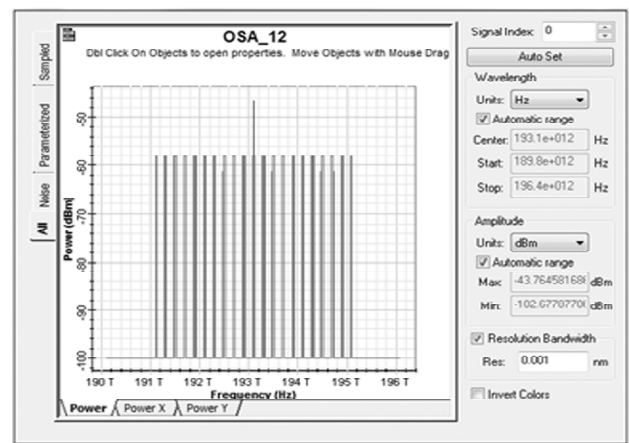 OSA_12
Dbl Click On Objects to open properties. Move Objects with Mouse Drag
Sampled
Parameterized
Noise
All
Power (dBm)
-50
-60
-70
-80
-90
-100
190 T 191 T 192 T 193 T 194 T 195 T 196 T
Frequency (Hz)
Power Power X Power Y
Signal Index: 0
Auto Set
Wavelength
Units: Hz
Automatic range
Center: 193.1e+012 Hz
Start: 189.8e+012 Hz
Stop: 196.4e+012 Hz
Amplitude
Units: dBm
Automatic range
Max: -43.76458168 dBm
Min: -102.6770770 dBm
Resolution Bandwidth
Res: 0.001 nm
Invert Colors